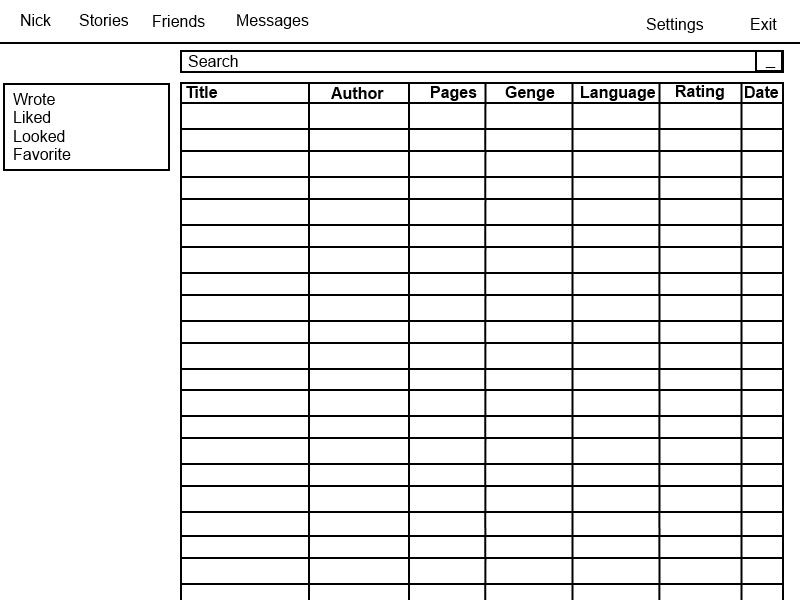 Nick Stories Friends Messages Settings Exit
Search _
Title Author Pages Genge Language Rating Date
Wrote
Liked
Looked
Favorite